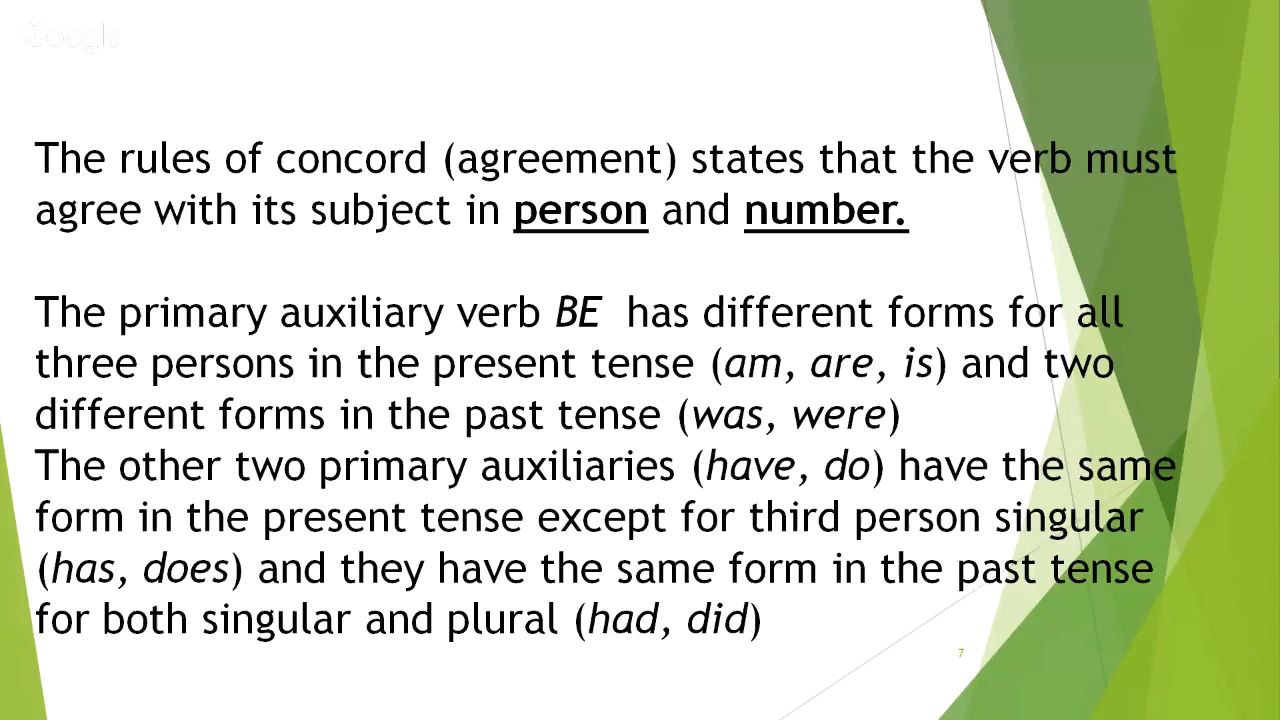 Google
The rules of concord (agreement) states that the verb must
agree with its subject in person and number.
The primary auxiliary verb BE has different forms for all
three persons in the present tense (am, are, is) and two
different forms in the past tense (was, were)
The other two primary auxiliaries (have, do) have the same
form in the present tense except for third person singular
(has, does) and they have the same form in the past tense
for both singular and plural (had, did)
7